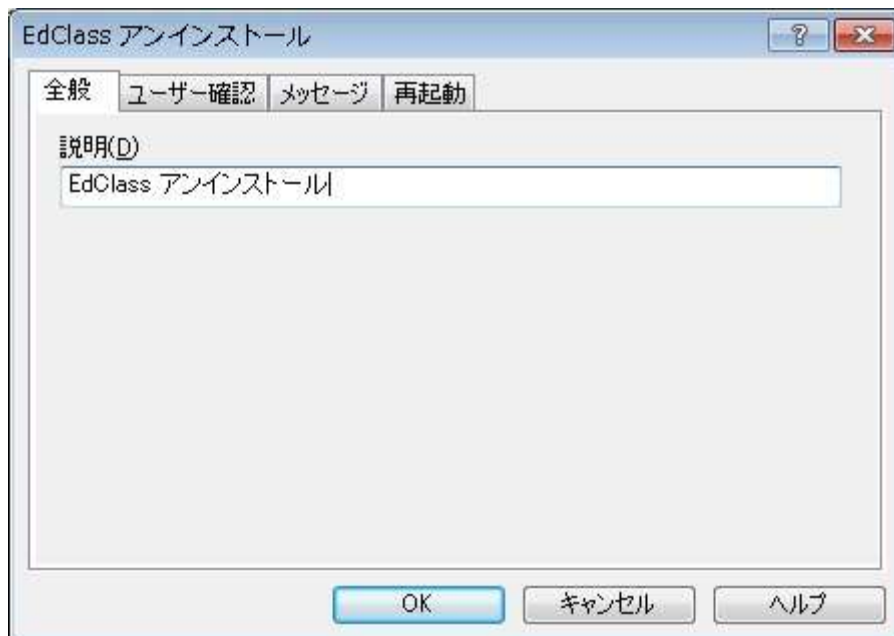 EdClass アンインストール
全般 ユーザー確認 メッセージ 再起動
説明(D)
EdClass アンインストール
OK キャンセル ヘルプ